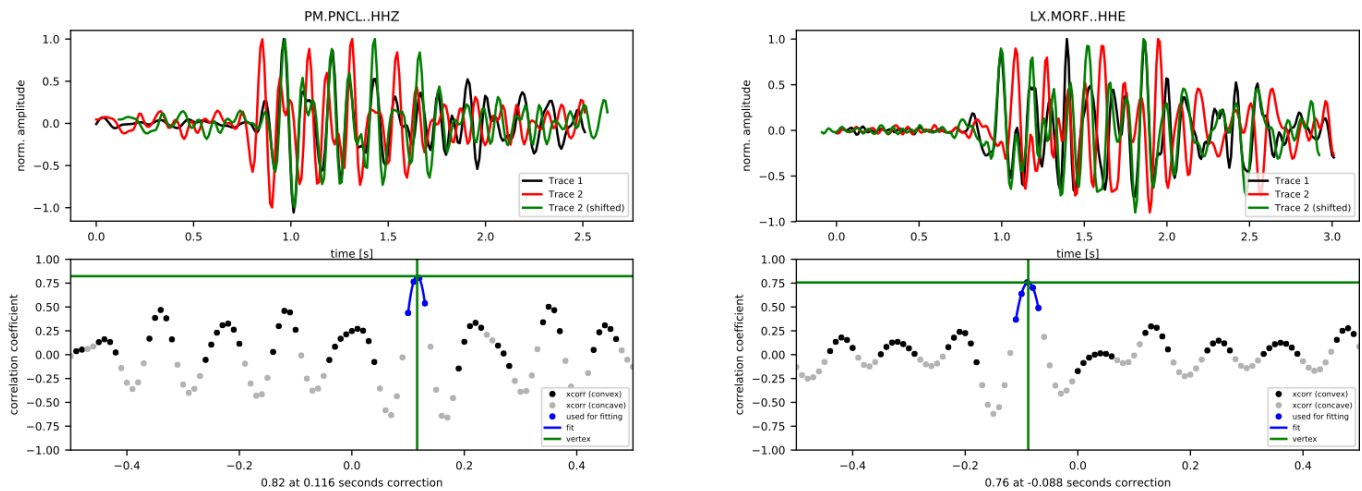 PM.PNCL..HHZ
norm. amplitude
1.0
0.5
0.0
−0.5
−1.0
Trace 1
Trace 2
Trace 2 (shifted)
0.0
0.5
1.0
1.5
2.0
2.5
time [s]
correlation coefficient
1.00
0.75
0.50
0.25
0.00
−0.25
−0.50
−0.75
−1.00
xcorr (convex)
xcorr (concave)
used for fitting
fit
vertex
−0.4
−0.2
0.0
0.2
0.4
0.82 at 0.116 seconds correction
LX.MORF..HHE
norm. amplitude
1.0
0.5
0.0
−0.5
−1.0
Trace 1
Trace 2
Trace 2 (shifted)
0.0
0.5
1.0
1.5
2.0
2.5
3.0
time [s]
correlation coefficient
1.00
0.75
0.50
0.25
0.00
−0.25
−0.50
−0.75
−1.00
xcorr (convex)
xcorr (concave)
used for fitting
fit
vertex
−0.4
−0.2
0.0
0.2
0.4
0.76 at -0.088 seconds correction